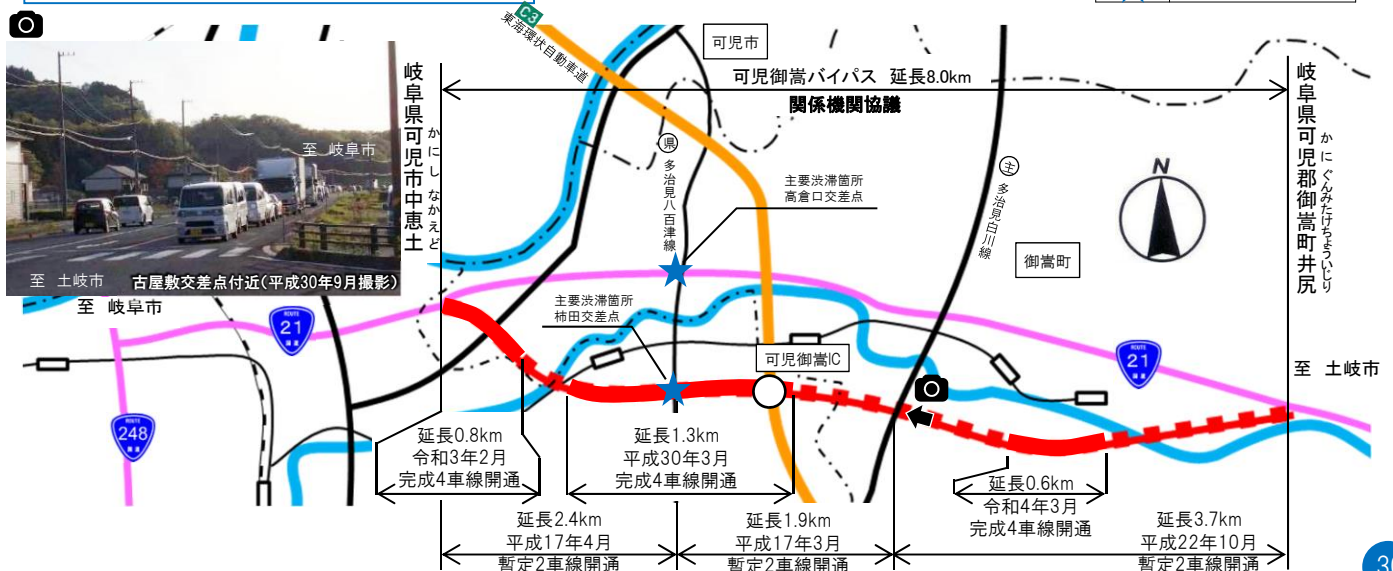 C3
東海環状自動車道
可児市
可児御嵩バイパス 延長8.0km
関係機関協議
岐阜県可児市中恵土
かにし なかえど
岐阜県可児郡御嵩町井尻
かに ぐんみたけちょういじり
県
多治見八百津線
主要渋滞箇所
高倉口交差点
主
多治見白川線
N
御嵩町
至 岐阜市
至 土岐市
古屋敷交差点付近(平成30年9月撮影)
至 岐阜市
ROUTE
21
国道
主要渋滞箇所
柿田交差点
可児御嵩IC
ROUTE
21
国道
至 土岐市
ROUTE
248
国道
延長0.8km
令和3年2月
完成4車線開通
延長1.3km
平成30年3月
完成4車線開通
延長0.6km
令和4年3月
完成4車線開通
延長2.4km
平成17年4月
暫定2車線開通
延長1.9km
平成17年3月
暫定2車線開通
延長3.7km
平成22年10月
暫定2車線開通